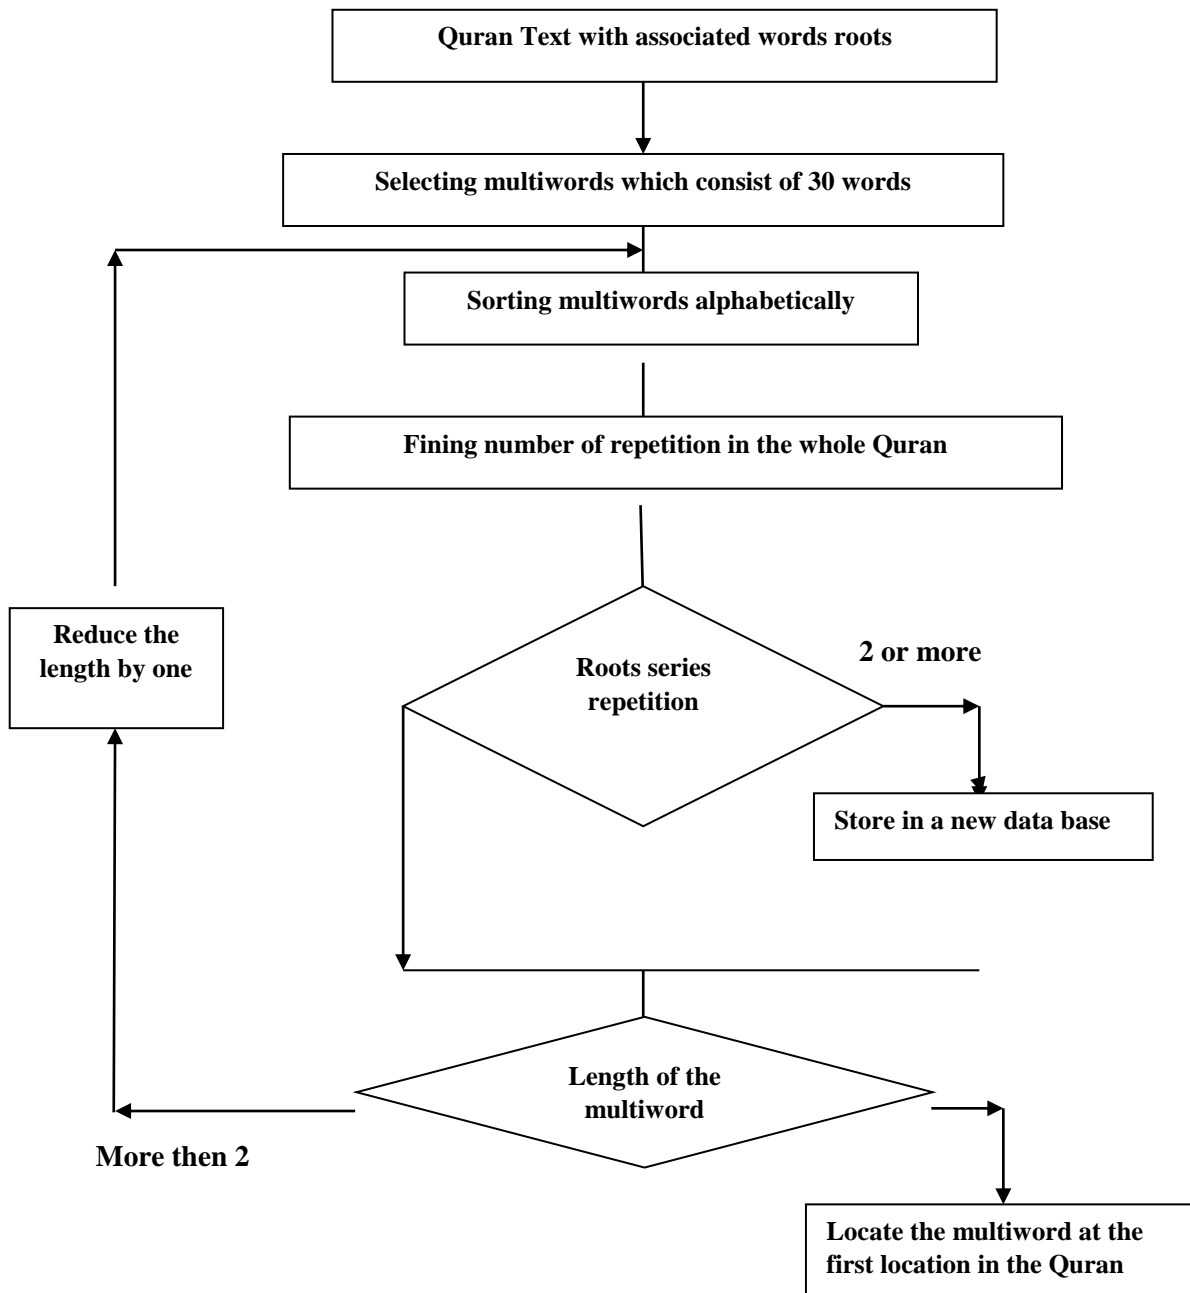 Quran Text with associated words roots
Selecting multiwords which consist of 30 words
Sorting multiwords alphabetically
Fining number of repetition in the whole Quran
Reduce the
length by one
Roots series
repetition
2 or more
Store in a new data base
Length of the
multiword
More then 2
Locate the multiword at the
first location in the Quran